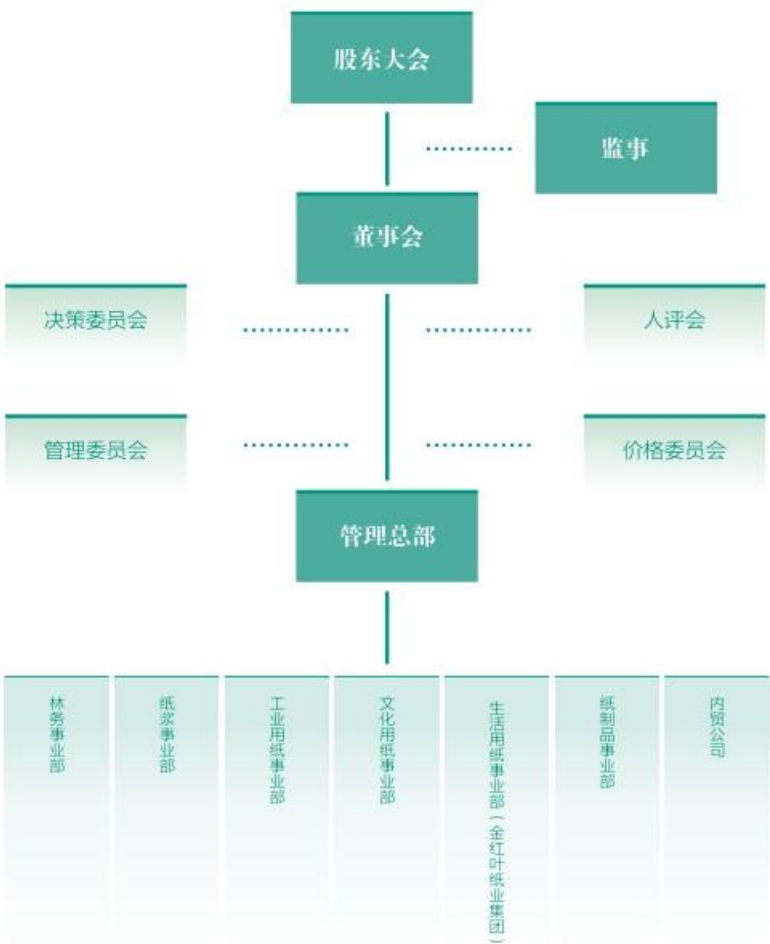 股东大会
监事
董事会
决策委员会
人评会
管理委员会
价格委员会
管理总部
林务事业部
纸浆事业部
工业用纸事业部
文化用纸事业部
生活用纸事业部（金红叶纸业集团）
纸制品事业部
内贸公司